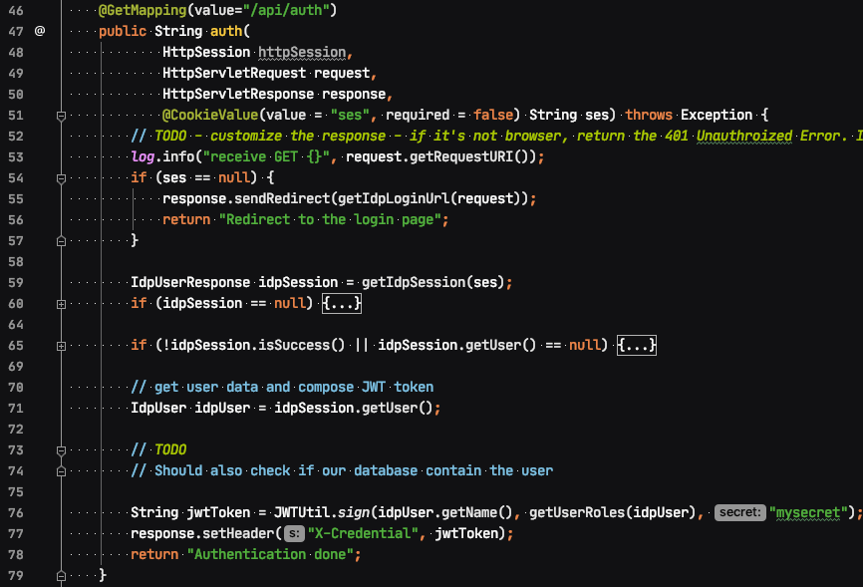 46 @GetMapping(value="/api/auth")
47 @ public String auth(
48 HttpSession httpSession,
49 HttpServletRequest request,
50 HttpServletResponse response,
51 @CookieValue(value = "ses", required = false) String ses) throws Exception {
52 // TODO - customize the response - if it's not browser, return the 401 Unauthroized Error. I
53 log.info("receive GET {}", request.getRequestURI());
54 if (ses == null) {
55 response.sendRedirect(getIdpLoginUrl(request));
56 return "Redirect to the login page";
57 }
58
59 IdpUserResponse idpSession = getIdpSession(ses);
60 if (idpSession == null) {...}
64
65 if (!idpSession.isSuccess() || idpSession.getUser() == null) {...}
69
70 // get user data and compose JWT token
71 IdpUser idpUser = idpSession.getUser();
72
73 // TODO
74 // Should also check if our database contain the user
75
76 String jwtToken = JWTUtil.sign(idpUser.getName(), getUserRoles(idpUser), secret: "mysecret");
77 response.setHeader( s: "X-Credential", jwtToken);
78 return "Authentication done";
79 }